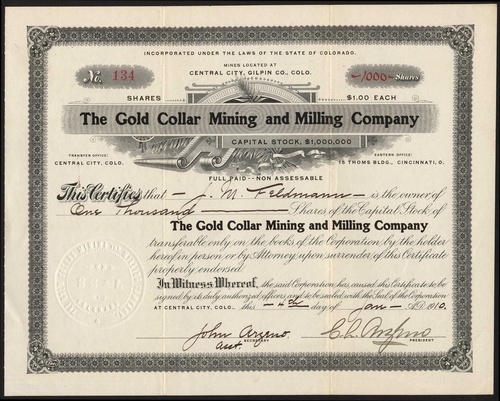 INCORPORATED UNDER THE LAWS OF THE STATE OF COLORADO.
MINES LOCATED AT
CENTRAL CITY, GILPIN CO., COLO.
No. 134
-1000- Shares
SHARES
$1.00 EACH
The Gold Collar Mining and Milling Company
CAPITAL STOCK, $1,000,000
TRANSFER OFFICE:
CENTRAL CITY, COLO.
EASTERN OFFICE:
15 THOMS BLDG., CINCINNATI, O.
FULL PAID - NON ASSESSABLE
This Certifies that - J. M. Feldmann - is the owner of
One Thousand Shares of the Capital Stock of
The Gold Collar Mining and Milling Company
transferable only on the books of the Corporation by the holder
hereof in person or by Attorney upon surrender of this Certificate
properly endorsed.
In Witness Whereof, the said Corporation has caused this Certificate to be
signed by its duly authorized officers and to be sealed with the Seal of the Corporation
AT CENTRAL CITY, COLO., this - 4th day of Jan - A.D. 1910.
John
Asst. SECRETARY
C. L.
PRESIDENT